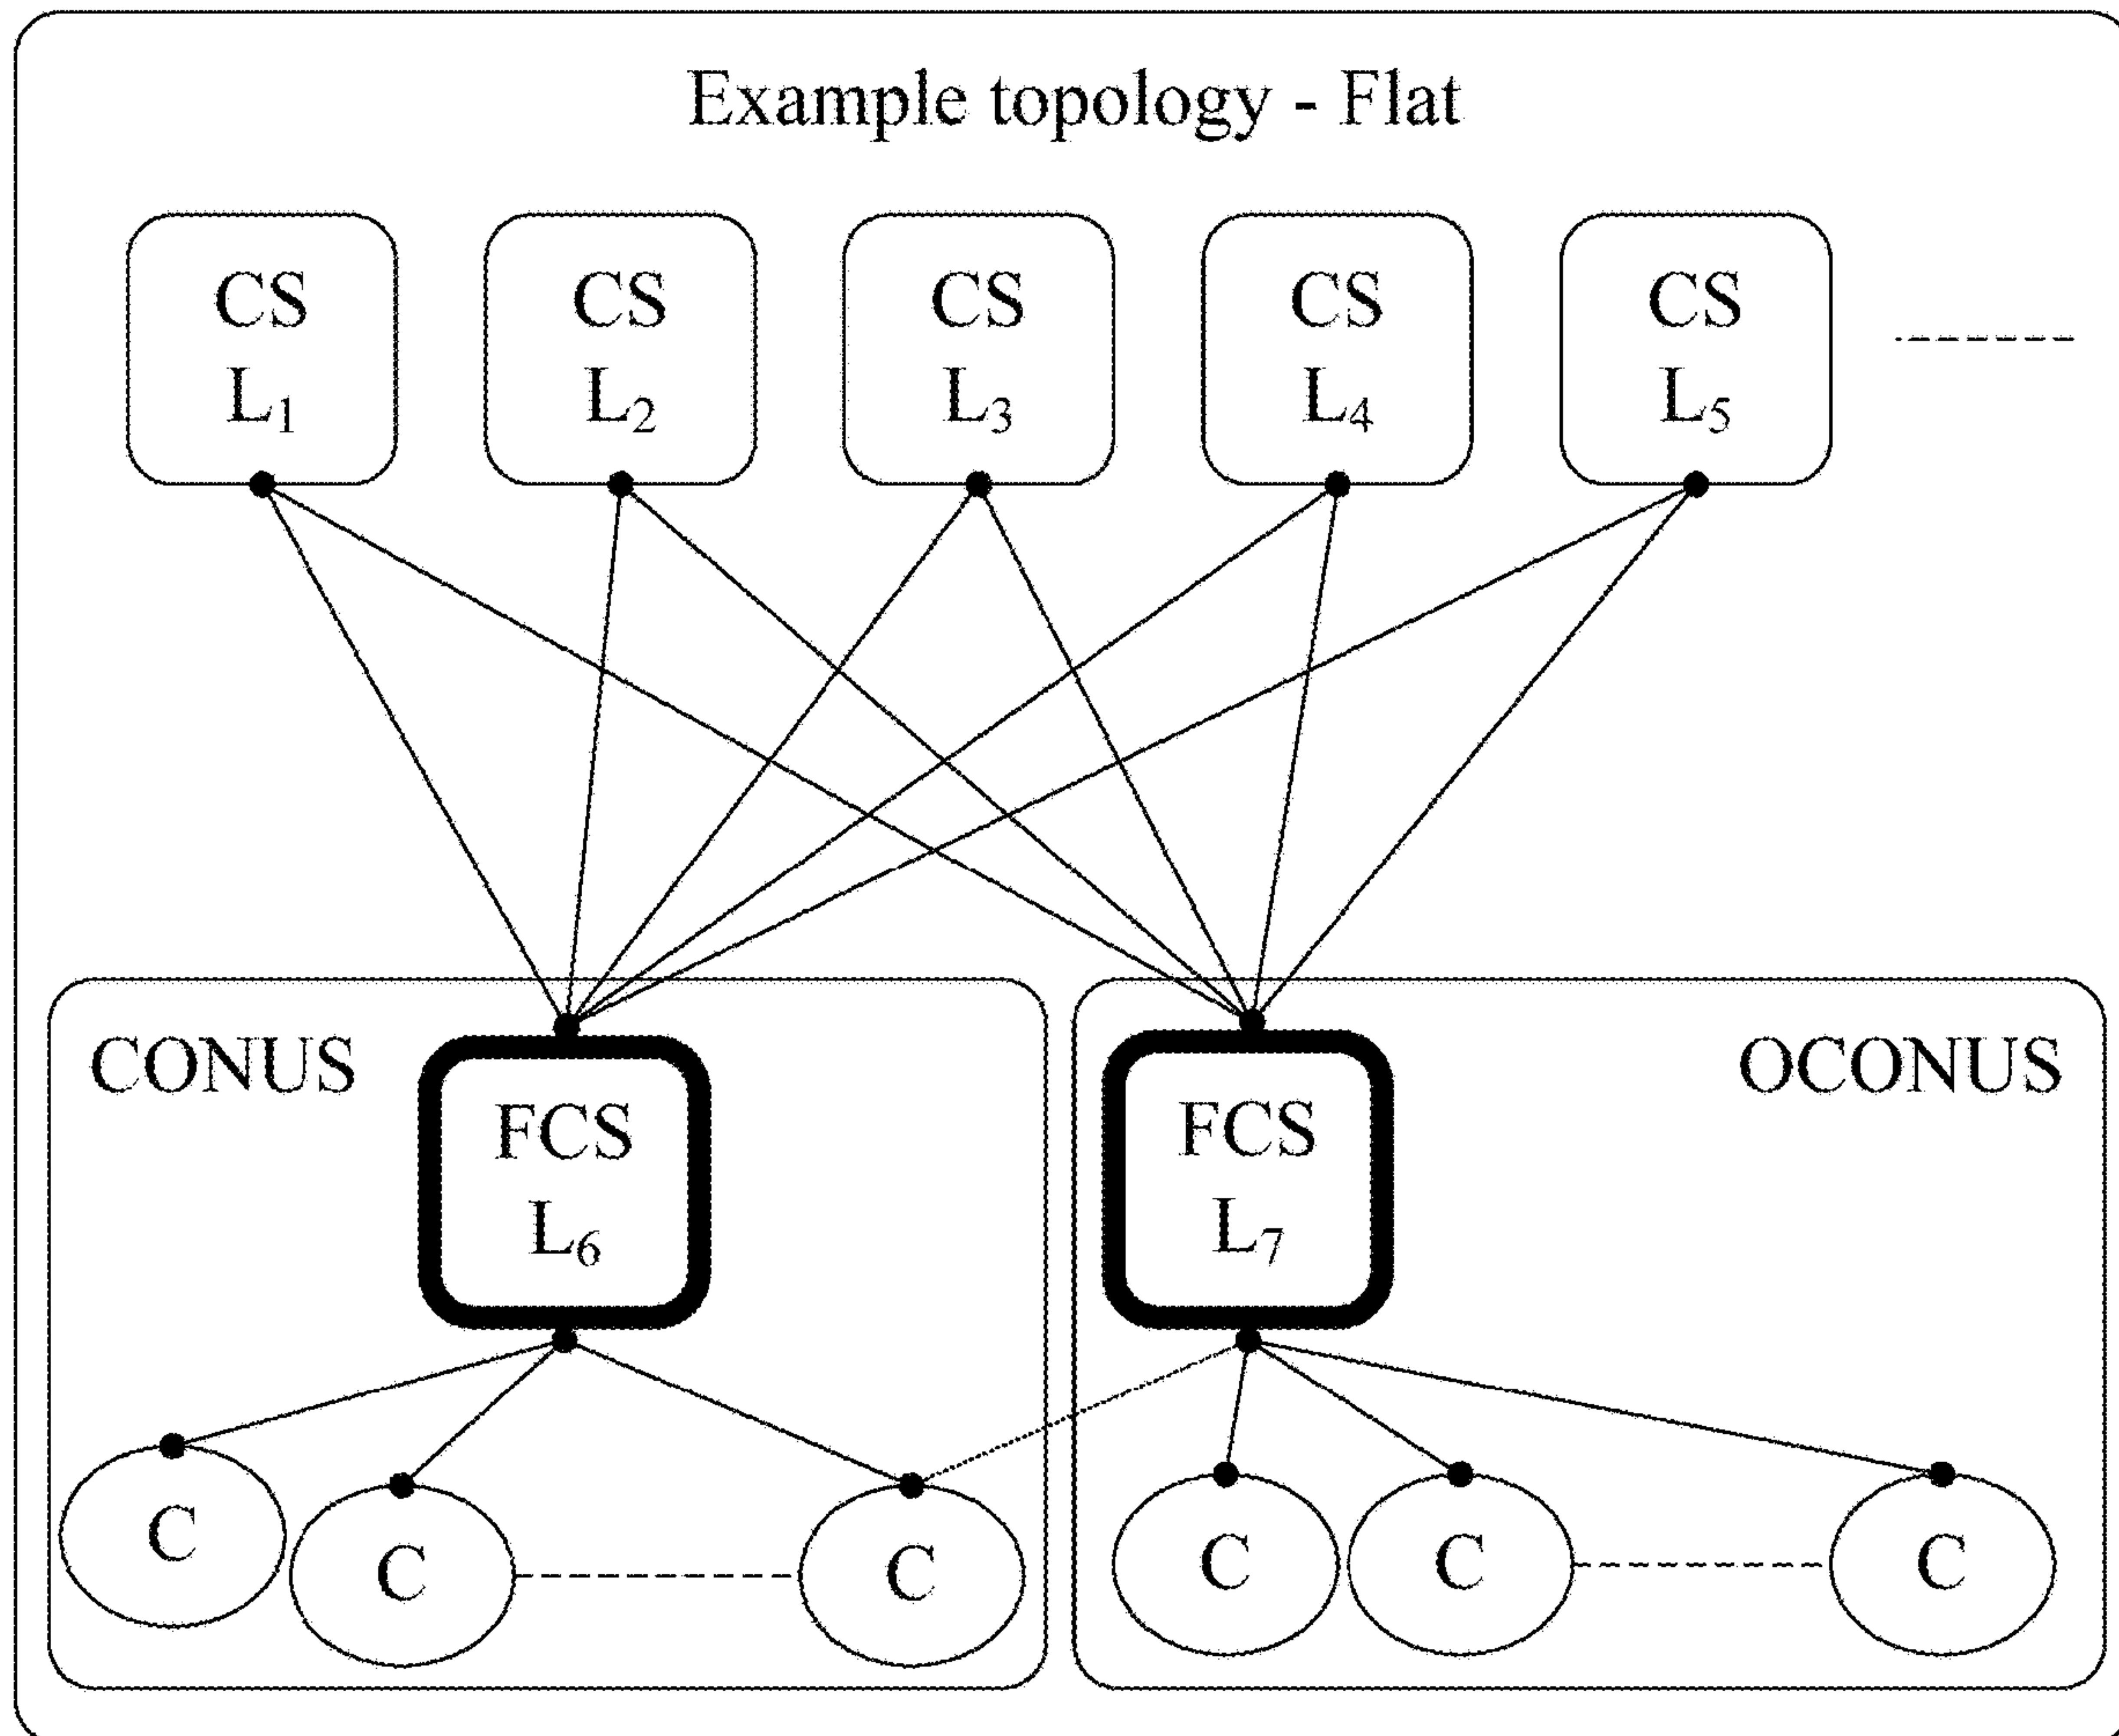 Example topology - Flat
CS
L1
CS
L2
CS
L3
CS
L4
CS
L5
CONUS
FCS
L6
FCS
L7
OCONUS
C
C
C
C
C
C